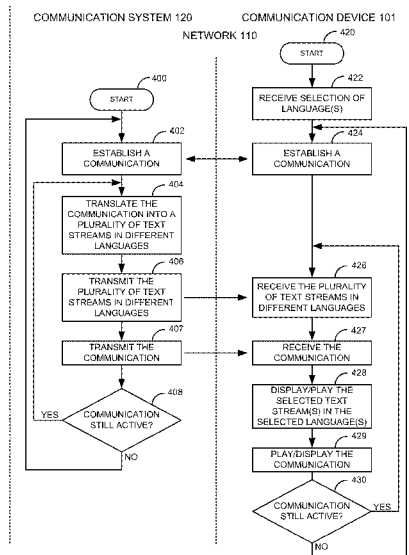 COMMUNICATION SYSTEM 120
COMMUNICATION DEVICE 101
NETWORK 110
400
START
402
ESTABLISH A
COMMUNICATION
404
TRANSLATE THE
COMMUNICATION INTO A
PLURALITY OF TEXT
STREAMS IN DIFFERENT
LANGUAGES
406
TRANSMIT THE
PLURALITY OF TEXT
STREAMS IN DIFFERENT
LANGUAGES
407
TRANSMIT THE
COMMUNICATION
408
COMMUNICATION
STILL ACTIVE?
YES
NO
420
START
422
RECEIVE SELECTION OF
LANGUAGE(S)
424
ESTABLISH A
COMMUNICATION
426
RECEIVE THE PLURALITY
OF TEXT STREAMS IN
DIFFERENT LANGUAGES
427
RECEIVE THE
COMMUNICATION
428
DISPLAY/PLAY THE
SELECTED TEXT
STREAM(S) IN THE
SELECTED LANGUAGE(S)
429
PLAY/DISPLAY THE
COMMUNICATION
430
COMMUNICATION
STILL ACTIVE?
YES
NO